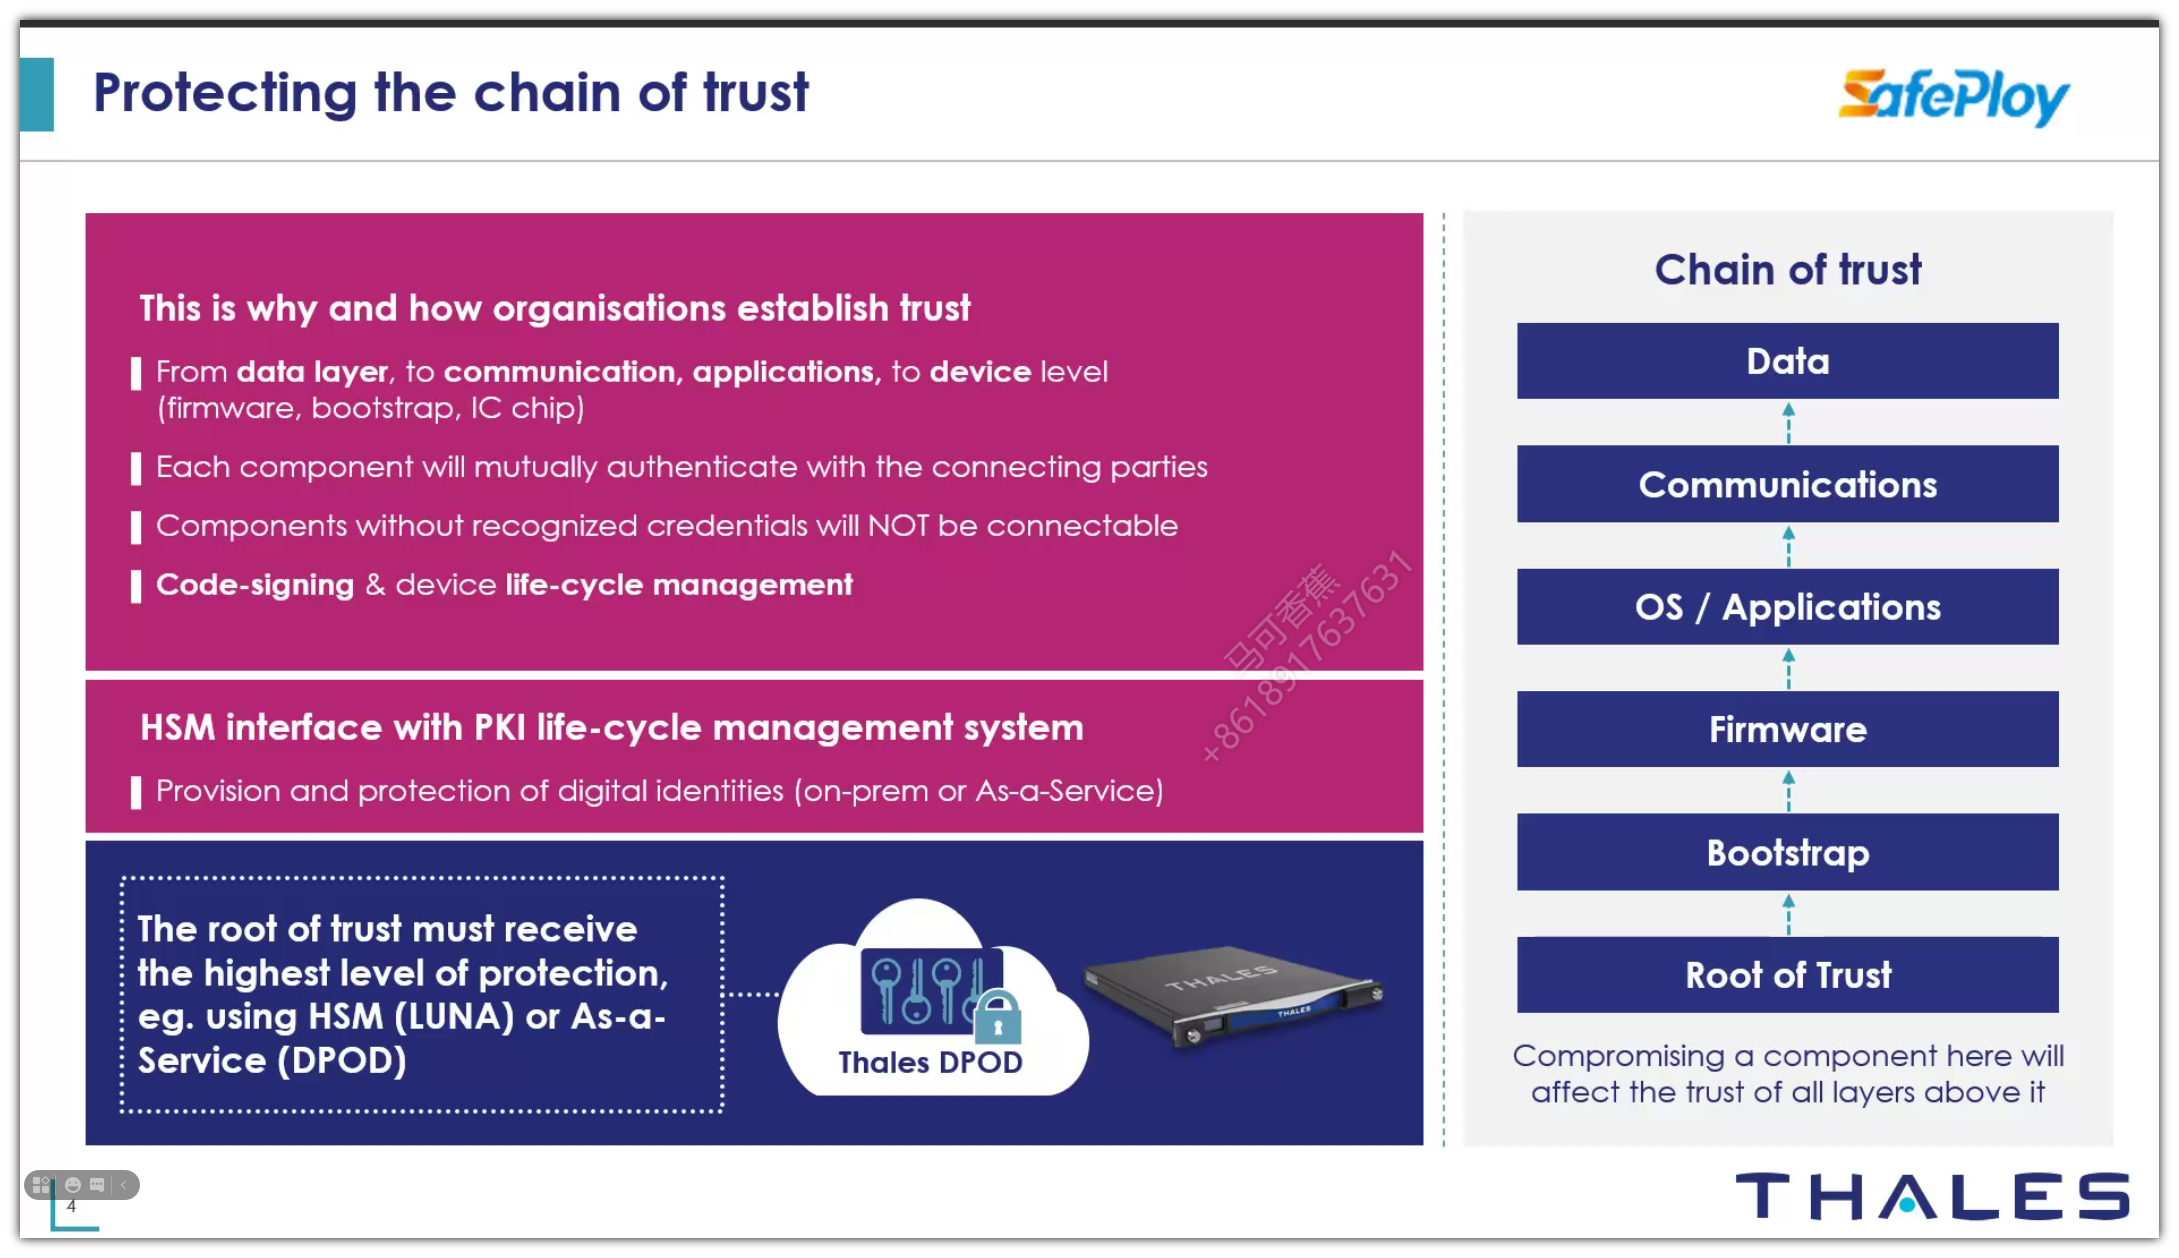 Protecting the chain of trust
SafePloy
This is why and how organisations establish trust
From data layer, to communication, applications, to device level
(firmware, bootstrap, IC chip)
Each component will mutually authenticate with the connecting parties
Components without recognized credentials will NOT be connectable
Code-signing & device life-cycle management
HSM interface with PKI life-cycle management system
Provision and protection of digital identities (on-prem or As-a-Service)
The root of trust must receive
the highest level of protection,
eg. using HSM (LUNA) or As-a-
Service (DPOD)
Thales DPOD
THALES
THALES
Chain of trust
Data
Communications
OS / Applications
Firmware
Bootstrap
Root of Trust
Compromising a component here will
affect the trust of all layers above it
马可香蕉
+8618917637631
4
THALES